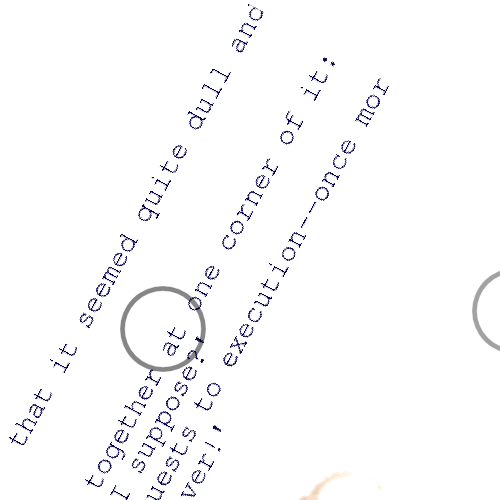 that it seemed quite dull and
together at one corner of it:
I suppose?'
uests to execution--once mor
ver!'